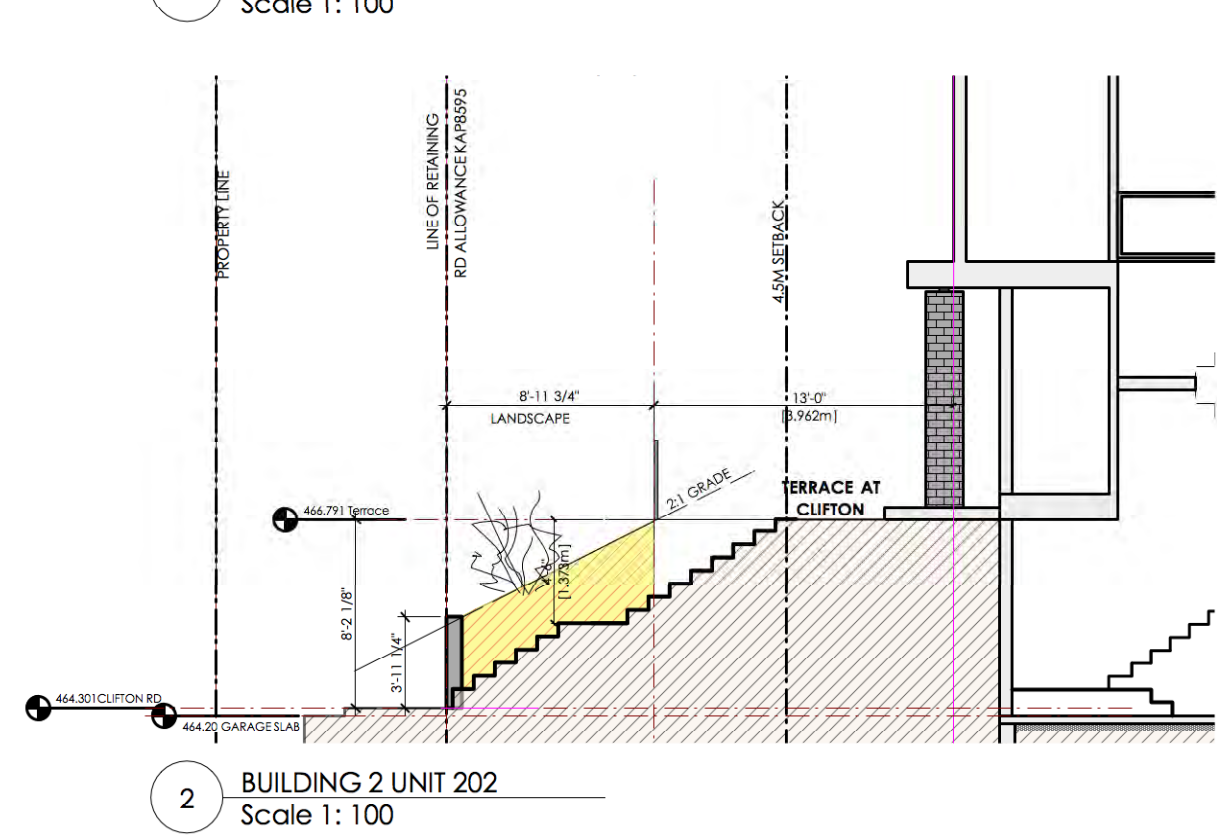 Scale 1: 100
PROPERTY LINE
LINE OF RETAINING
RD ALLOWANCE KAP8595
4.5M SETBACK
8'-11 3/4"
LANDSCAPE
13'-0"
[3.962m]
2:1 GRADE
TERRACE AT
CLIFTON
466.791 Terrace
4'-6"
[1.373m]
8'-2 1/8"
3'-11 1/4"
464.301CLIFTON RD
464.20 GARAGE SLAB
2
BUILDING 2 UNIT 202
Scale 1: 100